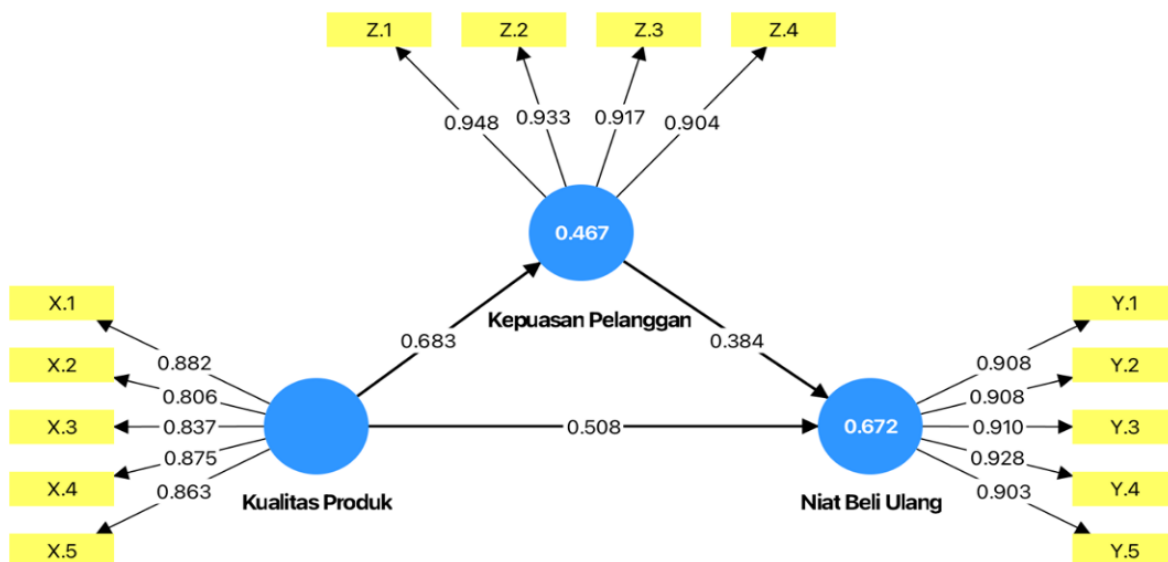 Z.1 Z.2 Z.3 Z.4
0.948 0.933 0.917 0.904
0.467
Kepuasan Pelanggan
0.683
0.384
X.1
X.2
X.3
X.4
X.5
0.882
0.806
0.837
0.875
0.863
Kualitas Produk
0.508
0.672
Niat Beli Ulang
0.908
0.908
0.910
0.928
0.903
Y.1
Y.2
Y.3
Y.4
Y.5